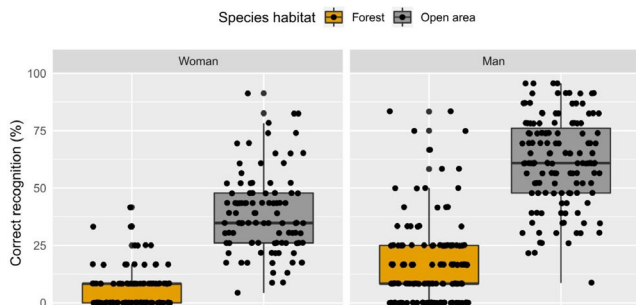 Species habitat Forest Open area
Woman Man
100
75
50
25
0
Correct recognition (%)